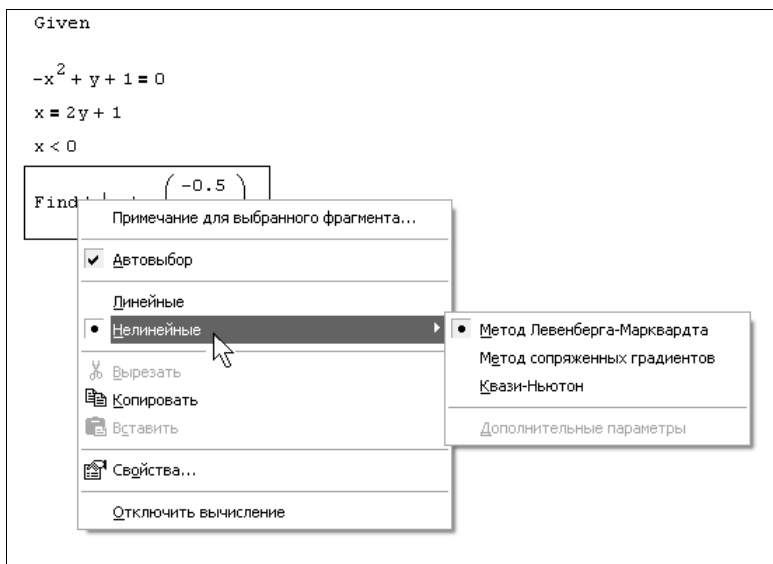 Given
-x² + y + 1 = 0
x = 2y + 1
x < 0
Find
-0.5
Примечание для выбранного фрагмента...
Автовыбор
Линейные
Нелинейные
Метод Левенберга-Марквардта
Метод сопряженных градиентов
Квази-Ньютон
Дополнительные параметры
Вырезать
Копировать
Вставить
Свойства...
Отключить вычисление